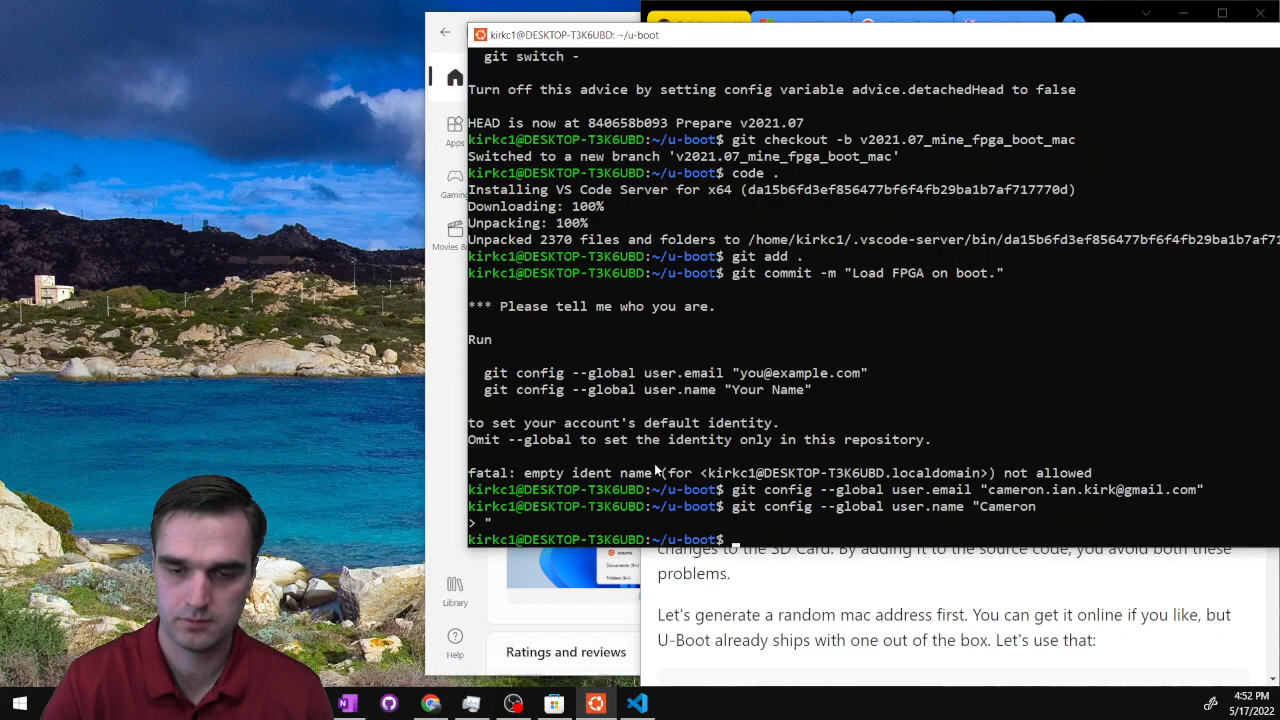 kirkc1@DESKTOP-T3K6UBD: ~/u-boot
git switch -
Turn off this advice by setting config variable advice.detachedHead to false
HEAD is now at 840658b093 Prepare v2021.07
kirkc1@DESKTOP-T3K6UBD:~/u-boot$ git checkout -b v2021.07_mine_fpga_boot_mac
Switched to a new branch 'v2021.07_mine_fpga_boot_mac'
kirkc1@DESKTOP-T3K6UBD:~/u-boot$ code .
Installing VS Code Server for x64 (da15b6fd3ef856477bf6f4fb29ba1b7af717770d)
Downloading: 100%
Unpacking: 100%
Unpacked 2370 files and folders to /home/kirkc1/.vscode-server/bin/da15b6fd3ef856477bf6f4fb29ba1b7af71
kirkc1@DESKTOP-T3K6UBD:~/u-boot$ git add .
kirkc1@DESKTOP-T3K6UBD:~/u-boot$ git commit -m "Load FPGA on boot."
*** Please tell me who you are.
Run
git config --global user.email "you@example.com"
git config --global user.name "Your Name"
to set your account's default identity.
Omit --global to set the identity only in this repository.
fatal: empty ident name (for <kirkc1@DESKTOP-T3K6UBD.localdomain>) not allowed
kirkc1@DESKTOP-T3K6UBD:~/u-boot$ git config --global user.email "cameron.ian.kirk@gmail.com"
kirkc1@DESKTOP-T3K6UBD:~/u-boot$ git config --global user.name "Cameron
> "
kirkc1@DESKTOP-T3K6UBD:~/u-boot$
Apps
Gaming
Movies &
Library
Help
Ratings and reviews
changes to the SD Card. By adding it to the source code, you avoid both these
problems.
Let's generate a random mac address first. You can get it online if you like, but
U-Boot already ships with one out of the box. Let's use that:
4:52 PM
5/17/2022